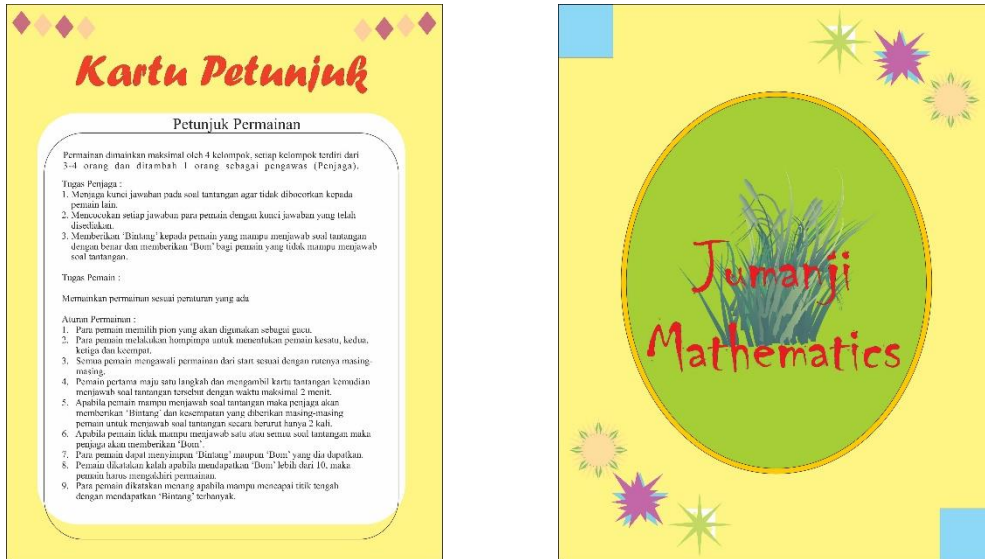 Kartu Petunjuk
Petunjuk Permainan
Permainan dimainkan maksimal oleh 4 kelompok, setiap kelompok terdiri dari
3-4 orang dan ditambah 1 orang sebagai pengawas (Penjaga).
Tugas Penjaga :
1. Menjaga kunci jawaban pada soal tantangan agar tidak dibocorkan kepada
pemain lain.
2. Mencocokan setiap jawaban para pemain dengan kunci jawaban yang telah
disediakan.
3. Memberikan ‘Bintang’ kepada pemain yang mampu menjawab soal tantangan
dengan benar dan memberikan ‘Bom’ bagi pemain yang tidak mampu menjawab
soal tantangan.
Tugas Pemain :
Memainkan permainan sesuai peraturan yang ada
Aturan Permainan :
1. Para pemain memilih pion yang akan digunakan sebagai gacu.
2. Para pemain melakukan hompimpa untuk menentukan pemain kesatu, kedua,
ketiga dan keempat.
3. Semua pemain mengawali permainan dari start sesuai dengan rutenya masing-
masing.
4. Pemain pertama maju satu langkah dan mengambil kartu tantangan kemudian
menjawab soal tantangan tersebut dengan waktu maksimal 2 menit.
5. Apabila pemain mampu menjawab soal tantangan maka penjaga akan
memberikan ‘Bintang’ dan kesempatan yang diberikan masing-masing
pemain untuk menjawab soal tantangan secara berurut hanya 2 kali.
6. Apabila pemain tidak mampu menjawab satu atau semua soal tantangan maka
penjaga akan memberikan ‘Bom’.
7. Para pemain dapat menyimpan ‘Bintang’ maupun ‘Bom’ yang dia dapatkan.
8. Pemain dikatakan kalah apabila mendapatkan ‘Bom’ lebih dari 10, maka
pemain harus mengakhiri permainan.
9. Para pemain dikatakan menang apabila mampu mencapai titik tengah
dengan mendapatkan ‘Bintang’ terbanyak.
Jumanji
Mathematics